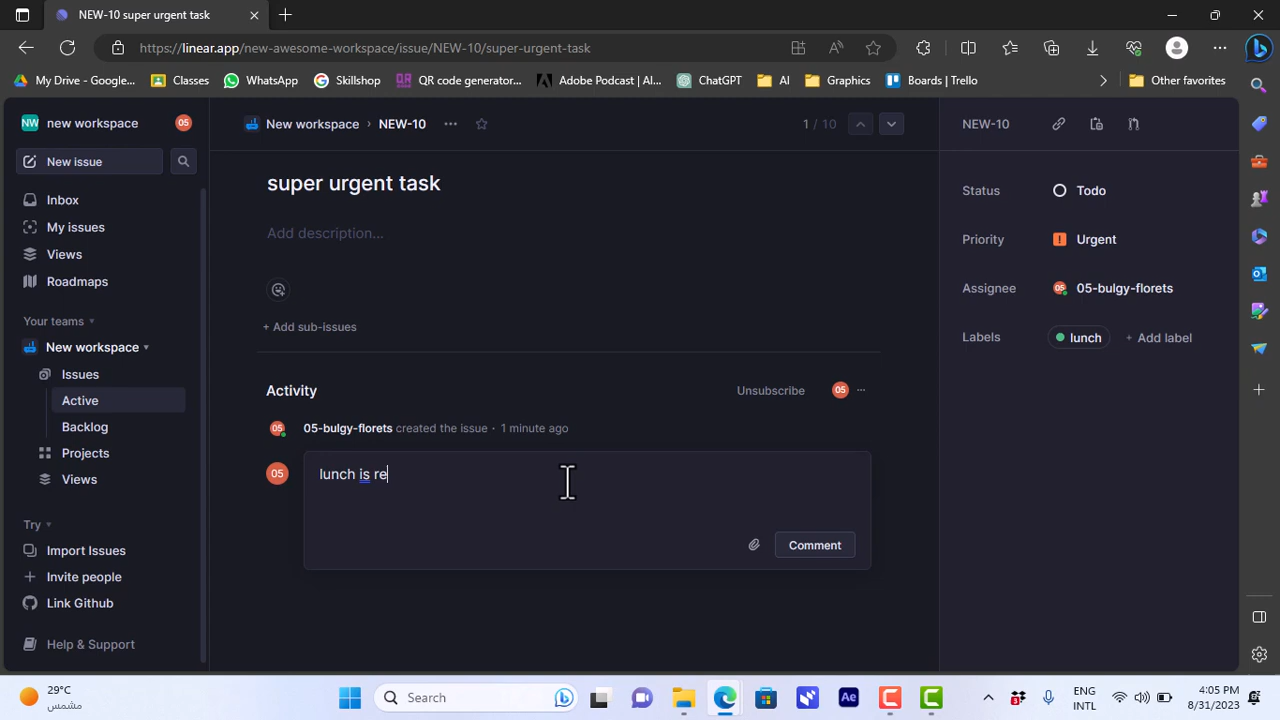 NEW-10 super urgent task
https://linear.app/new-awesome-workspace/issue/NEW-10/super-urgent-task
My Drive - Google...
Classes
WhatsApp
Skillshop
QR code generator...
Adobe Podcast | AI...
ChatGPT
AI
Graphics
Boards | Trello
Other favorites
NW new workspace 05
New workspace › NEW-10
1 / 10
NEW-10
New issue
super urgent task
Status Todo
Inbox
My issues
Add description...
Priority ! Urgent
Views
Roadmaps
Assignee 05 05-bulgy-florets
Your teams
+ Add sub-issues
Labels lunch + Add label
New workspace
Issues
Activity
Unsubscribe 05
Active
Backlog
05 05-bulgy-florets created the issue · 1 minute ago
Projects
05 lunch is re
Views
Try
Import Issues
Comment
Invite people
Link Github
Help & Support
29°C
مشمس
Search
Ae
ENG
INTL
4:05 PM
8/31/2023